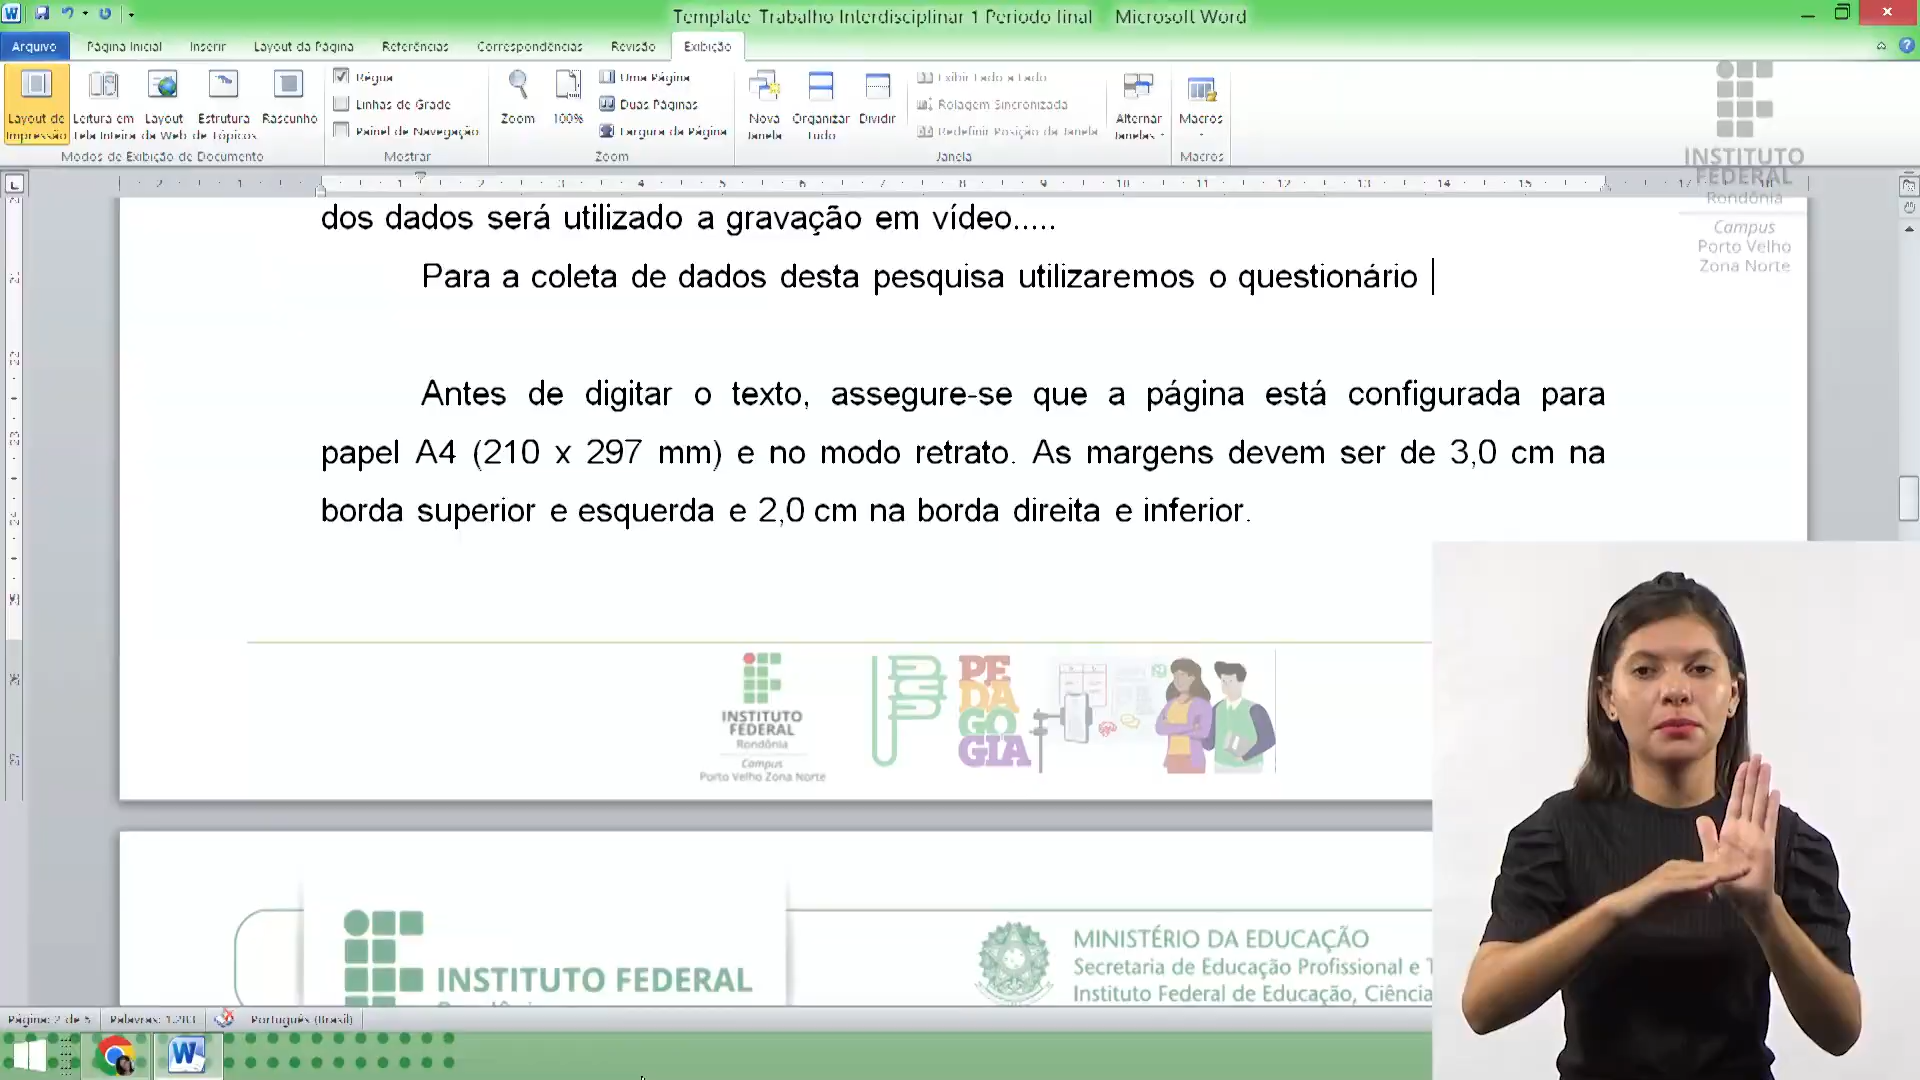 Template Trabalho Interdisciplinar 1 Periodo final - Microsoft Word
Arquivo Página Inicial Inserir Layout da Página Referências Correspondências Revisão Exibição
Layout de Impressão
Leitura em Tela Inteira
Layout da Web
Estrutura de Tópicos
Rascunho
Modos de Exibição de Documento
Régua
Linhas de Grade
Painel de Navegação
Mostrar
Zoom
100%
Uma Página
Duas Páginas
Largura da Página
Zoom
Nova Janela
Organizar Tudo
Dividir
Exibir Lado a Lado
Rolagem Sincronizada
Redefinir Posição da Janela
Janela
Alternar Janelas
Macros
Macros
INSTITUTO
FEDERAL
Rondônia
Campus
Porto Velho
Zona Norte
dos dados será utilizado a gravação em vídeo.....
Para a coleta de dados desta pesquisa utilizaremos o questionário
Antes de digitar o texto, assegure-se que a página está configurada para
papel A4 (210 x 297 mm) e no modo retrato. As margens devem ser de 3,0 cm na
borda superior e esquerda e 2,0 cm na borda direita e inferior.
INSTITUTO
FEDERAL
Rondônia
Campus
Porto Velho Zona Norte
PE
DA
GO
GIA
INSTITUTO FEDERAL
MINISTÉRIO DA EDUCAÇÃO
Secretaria de Educação Profissional e T
Instituto Federal de Educação, Ciência
Página: 2 de 5 Palavras: 1.283 Português (Brasil)